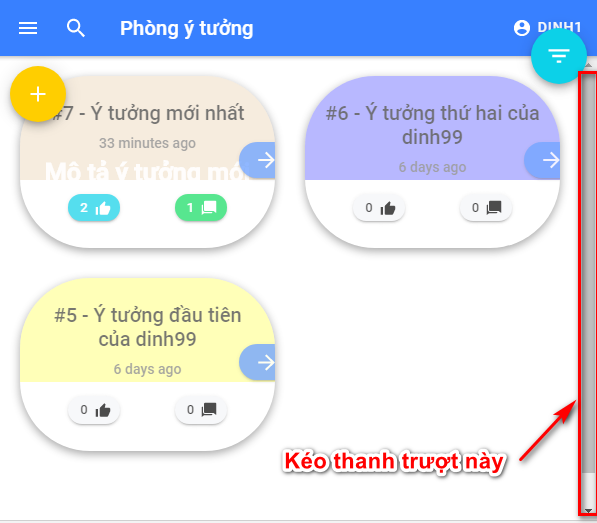 Phòng ý tưởng
DINH1
#7 - Ý tưởng mới nhất
33 minutes ago
Mô tả ý tưởng mới
2
1
#6 - Ý tưởng thứ hai của
dinh99
6 days ago
0
0
#5 - Ý tưởng đầu tiên
của dinh99
6 days ago
0
0
Kéo thanh trượt này